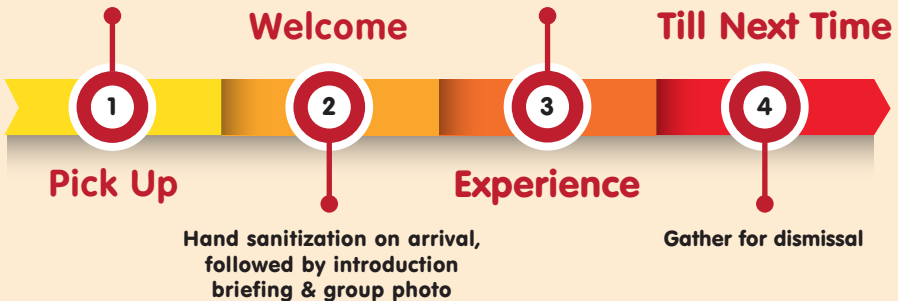 Welcome
Till Next Time
1
2
3
4
Pick Up
Experience
Hand sanitization on arrival,
followed by introduction
briefing & group photo
Gather for dismissal